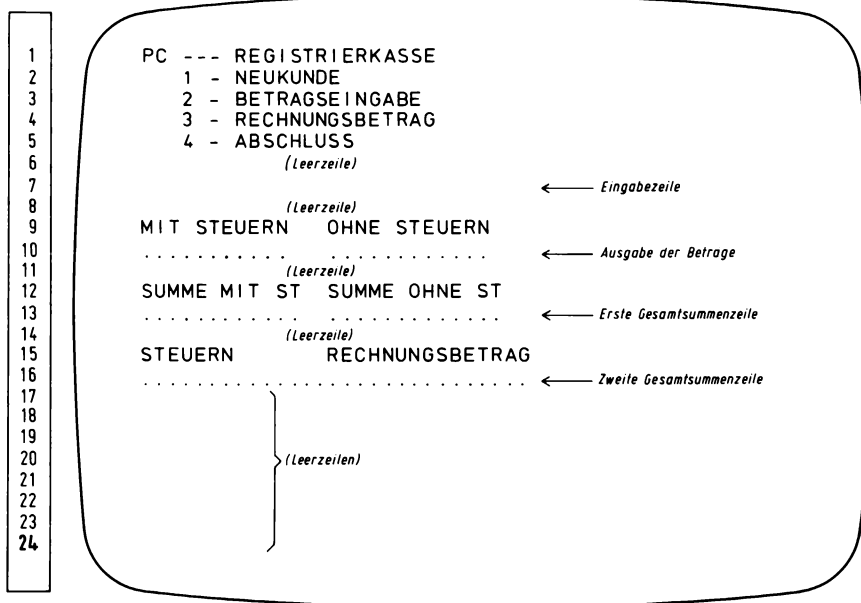 1 PC --- REGISTRIERKASSE
2 1 - NEUKUNDE
3 2 - BETRAGSEINGABE
4 3 - RECHNUNGSBETRAG
5 4 - ABSCHLUSS
6 (Leerzeile)
7 Eingabezeile
8 (Leerzeile)
9 MIT STEUERN OHNE STEUERN
10 ........... ............ Ausgabe der Betrage
11 (Leerzeile)
12 SUMME MIT ST SUMME OHNE ST
13 ............ ............. Erste Gesamtsummenzeile
14 (Leerzeile)
15 STEUERN RECHNUNGSBETRAG
16 .............................. Zweite Gesamtsummenzeile
17
18
19
20 (Leerzeilen)
21
22
23
24